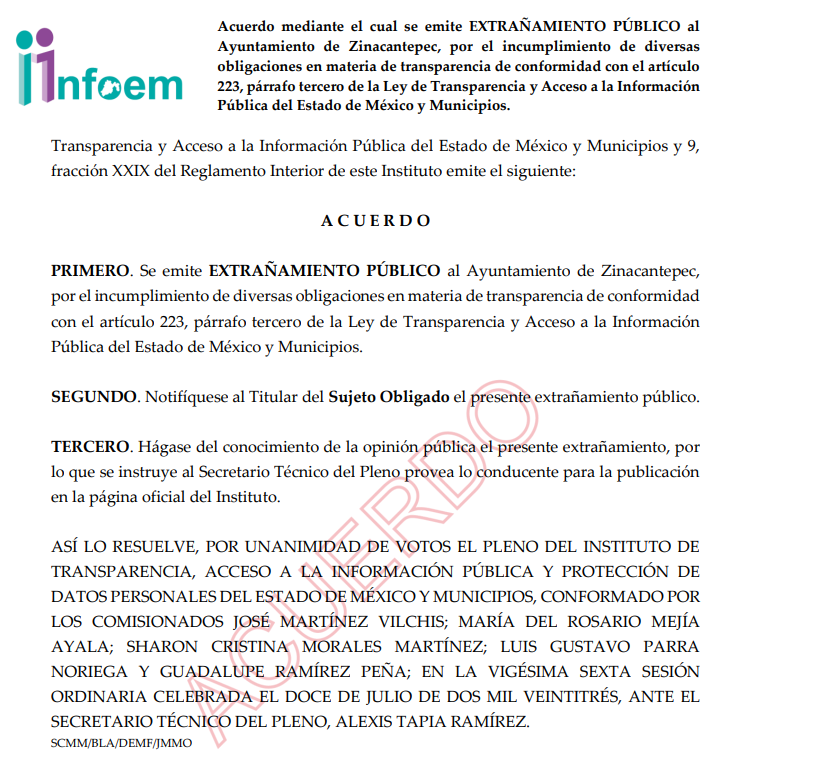 infoem
Acuerdo mediante el cual se emite EXTRAÑAMIENTO PÚBLICO al
Ayuntamiento de Zinacantepec, por el incumplimiento de diversas
obligaciones en materia de transparencia de conformidad con el artículo
223, párrafo tercero de la Ley de Transparencia y Acceso a la Información
Pública del Estado de México y Municipios.
Transparencia y Acceso a la Información Pública del Estado de México y Municipios y 9,
fracción XXIX del Reglamento Interior de este Instituto emite el siguiente:
A C U E R D O
PRIMERO. Se emite EXTRAÑAMIENTO PÚBLICO al Ayuntamiento de Zinacantepec,
por el incumplimiento de diversas obligaciones en materia de transparencia de conformidad
con el artículo 223, párrafo tercero de la Ley de Transparencia y Acceso a la Información
Pública del Estado de México y Municipios.
SEGUNDO. Notifíquese al Titular del Sujeto Obligado el presente extrañamiento público.
TERCERO. Hágase del conocimiento de la opinión pública el presente extrañamiento, por
lo que se instruye al Secretario Técnico del Pleno provea lo conducente para la publicación
en la página oficial del Instituto.
ASÍ LO RESUELVE, POR UNANIMIDAD DE VOTOS EL PLENO DEL INSTITUTO DE
TRANSPARENCIA, ACCESO A LA INFORMACIÓN PÚBLICA Y PROTECCIÓN DE
DATOS PERSONALES DEL ESTADO DE MÉXICO Y MUNICIPIOS, CONFORMADO POR
LOS COMISIONADOS JOSÉ MARTÍNEZ VILCHIS; MARÍA DEL ROSARIO MEJÍA
AYALA; SHARON CRISTINA MORALES MARTÍNEZ; LUIS GUSTAVO PARRA
NORIEGA Y GUADALUPE RAMÍREZ PEÑA; EN LA VIGÉSIMA SEXTA SESIÓN
ORDINARIA CELEBRADA EL DOCE DE JULIO DE DOS MIL VEINTITRÉS, ANTE EL
SECRETARIO TÉCNICO DEL PLENO, ALEXIS TAPIA RAMÍREZ.
SCMM/BLA/DEMF/JMMO
ACUERDO